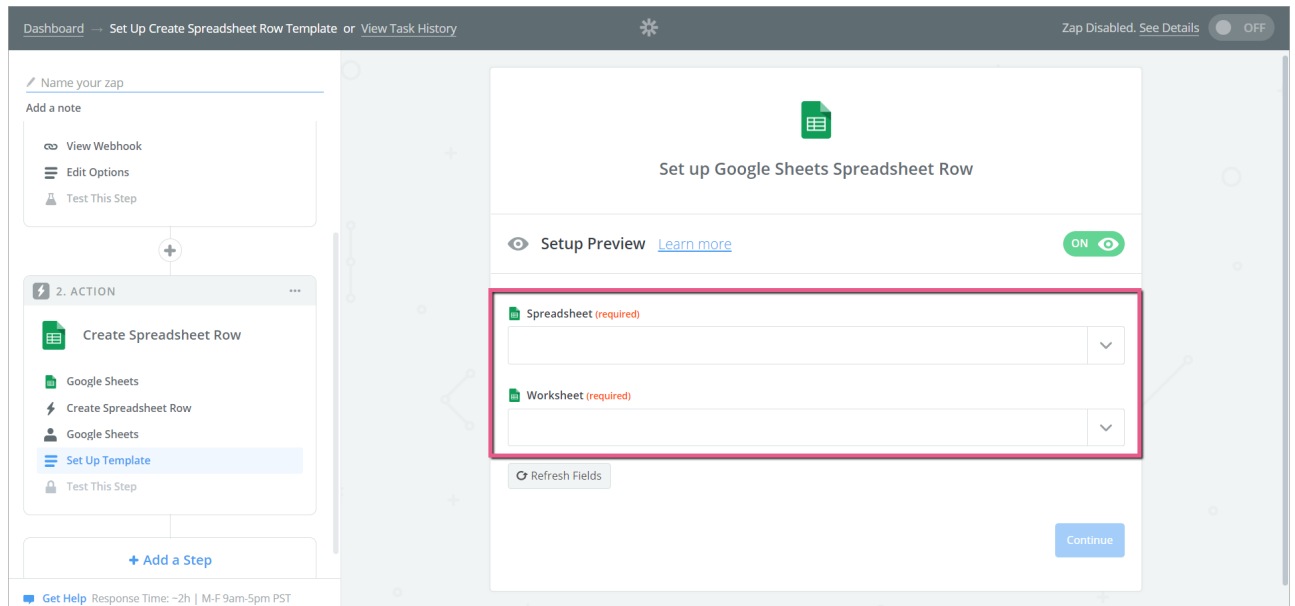 Dashboard → Set Up Create Spreadsheet Row Template or View Task History
Zap Disabled. See Details OFF
Name your zap
Add a note
View Webhook
Edit Options
Test This Step
2. ACTION
Create Spreadsheet Row
Google Sheets
Create Spreadsheet Row
Google Sheets
Set Up Template
Test This Step
+ Add a Step
Get Help Response Time: ~2h | M-F 9am-5pm PST
Set up Google Sheets Spreadsheet Row
Setup Preview Learn more
ON
Spreadsheet (required)
Worksheet (required)
Refresh Fields
Continue